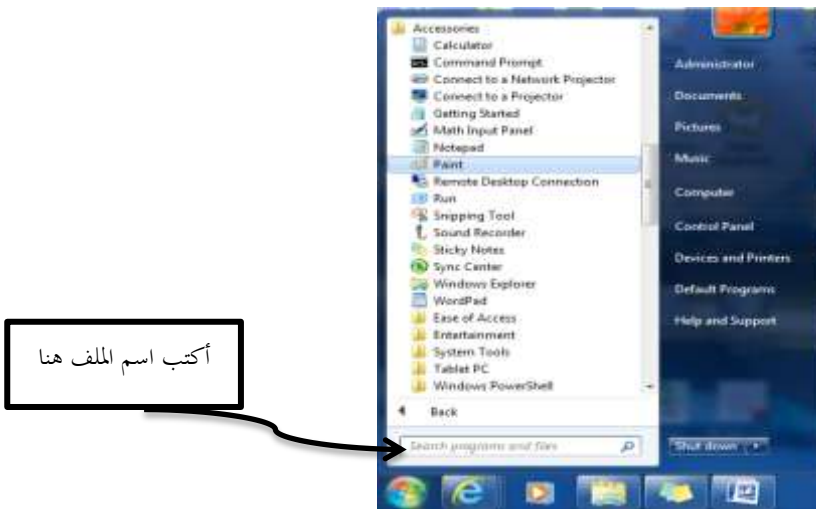 Accessories
Calculator
Command Prompt
Connect to a Network Projector
Connect to a Projector
Getting Started
Math Input Panel
Notepad
Paint
Remote Desktop Connection
Run
Snipping Tool
Sound Recorder
Sticky Notes
Sync Center
Windows Explorer
WordPad
Ease of Access
Entertainment
System Tools
Tablet PC
Windows PowerShell
Back
Search programs and files
Administrator
Documents
Pictures
Music
Computer
Control Panel
Devices and Printers
Default Programs
Help and Support
Shut down
أكتب اسم الملف هنا